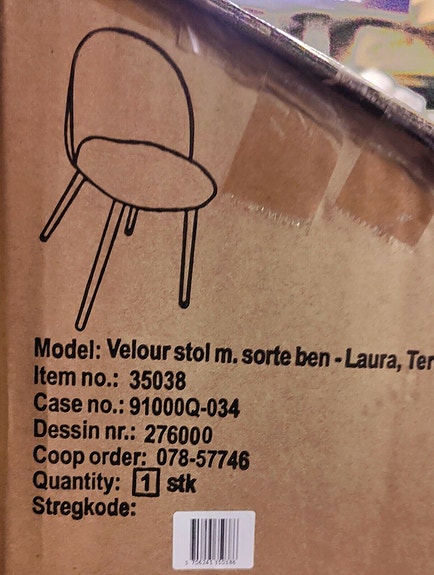 Model: Velour stol m. sorte ben - Laura, Ter
Item no.: 35038
Case no.: 91000Q-034
Dessin nr.: 276000
Coop order: 078-57746
Quantity: 1 stk
Stregkode: